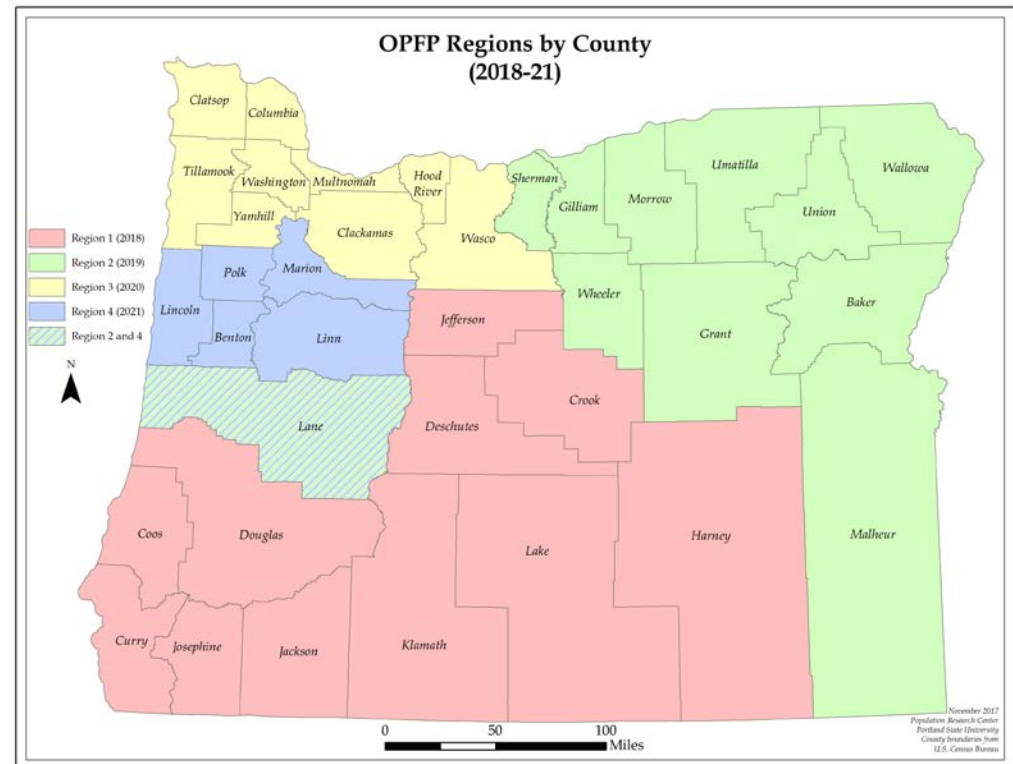 OPFP Regions by County
(2018-21)
Clatsop
Columbia
Tillamook
Washington
Multnomah
Hood
River
Sherman
Gilliam
Morrow
Umatilla
Wallowa
Union
Yamhill
Clackamas
Wasco
Region 1 (2018)
Region 2 (2019)
Region 3 (2020)
Region 4 (2021)
Region 2 and 4
Polk
Marion
Lincoln
Benton
Linn
Jefferson
Wheeler
Grant
Baker
N
Lane
Deschutes
Crook
Coos
Douglas
Lake
Harney
Malheur
Curry
Josephine
Jackson
Klamath
0 50 100
Miles
November 2017
Population Research Center
Portland State University
County boundaries from
U.S. Census Bureau